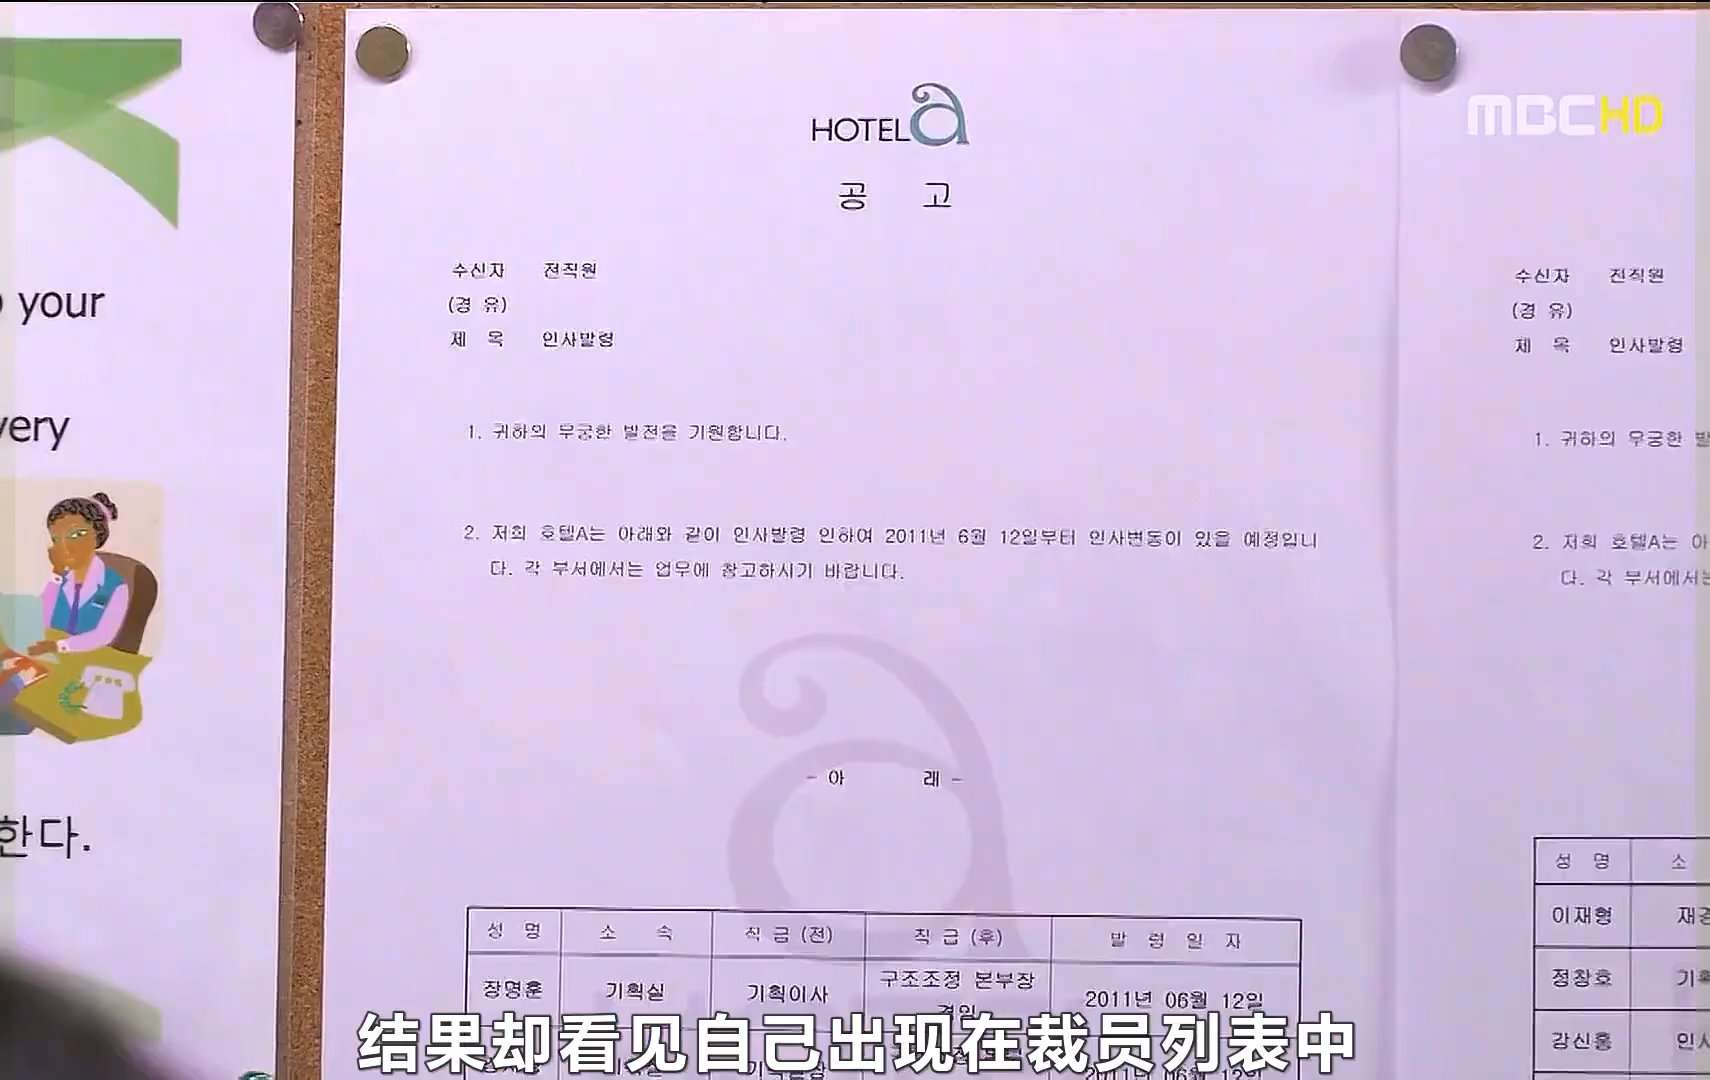 your
very
한다.
HOTEL a
공 고
수신자 전직원
(경 유)
제 목 인사발령
1. 귀하의 무궁한 발전을 기원합니다.
2. 저희 호텔A는 아래와 같이 인사발령 인하여 2011년 6월 12일부터 인사변동이 있을 예정입니
다. 각 부서에서는 업무에 참고하시기 바랍니다.
- 아 래 -
성 명 소 속 직 급 (전) 직 급 (후) 발 령 일 자
장명훈 기획실 기획이사 구조조정 본부장 겸임 2011년 06월 12일
MBC HD
수신자 전직원
(경 유)
제 목 인사발령
1. 귀하의 무궁한
2. 저희 호텔A는
다. 각 부서에서는
성 명 소
이재형
정창호
강신홍
结果却看见自己出现在裁员列表中